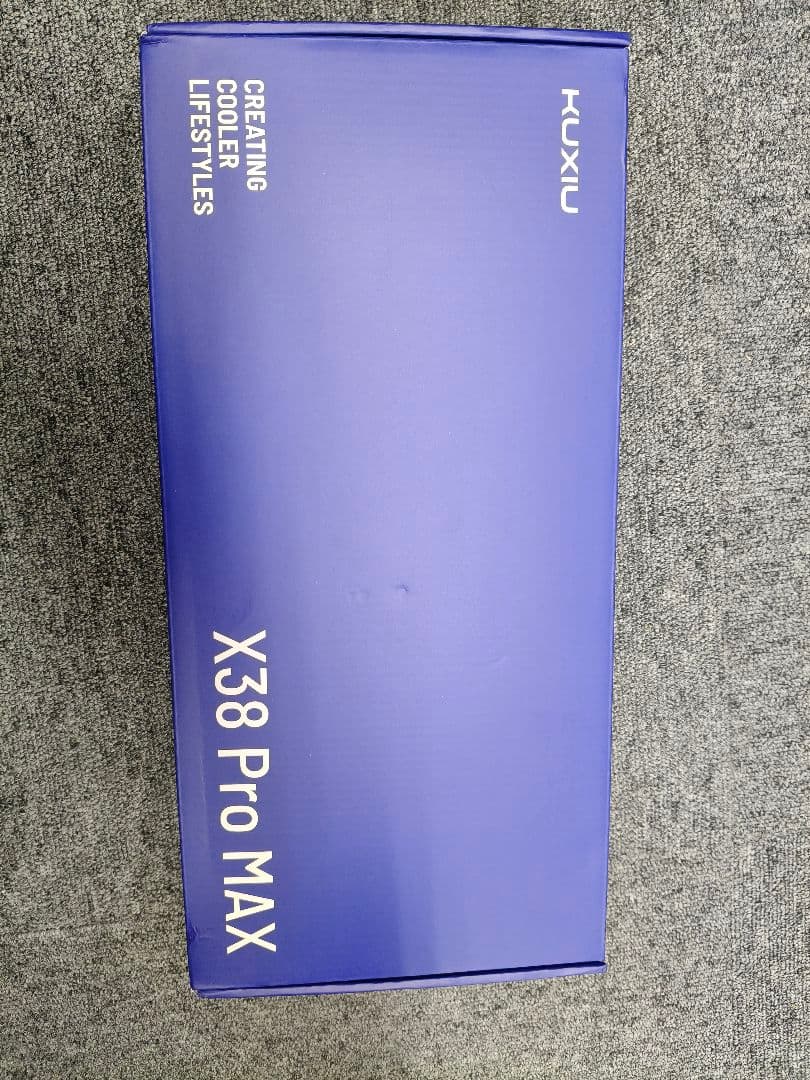 KUXIU
CREATING
COOLER
LIFESTYLES
X38 Pro MAX